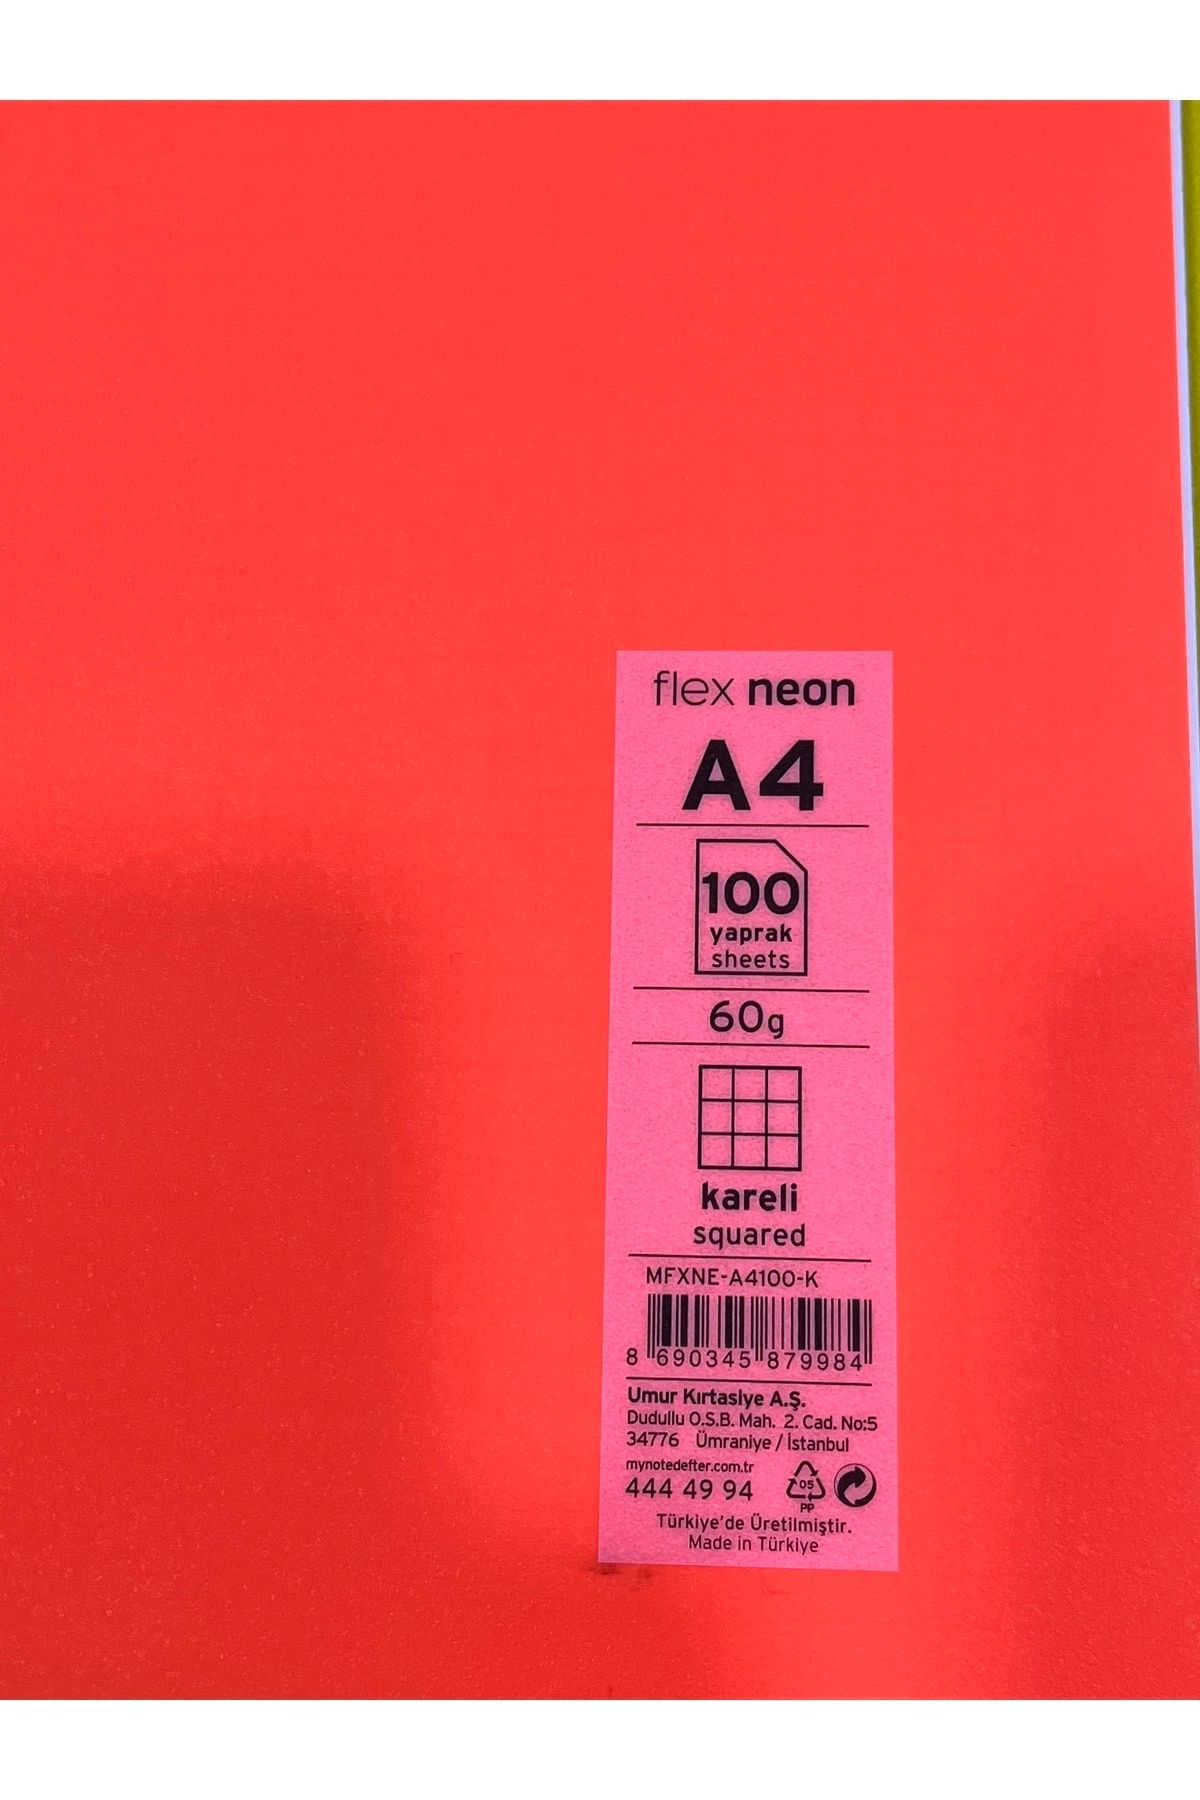 flex neon
A4
100
yaprak
sheets
60g
kareli
squared
MFXNE-A4100-K
8 690345 879984
Umur Kırtasiye A.Ş.
Dudullu O.S.B. Mah. 2. Cad. No:5
34776 Ümraniye / İstanbul
mynotedefter.com.tr
444 49 94
05
PP
Türkiye'de Üretilmiştir.
Made in Türkiye